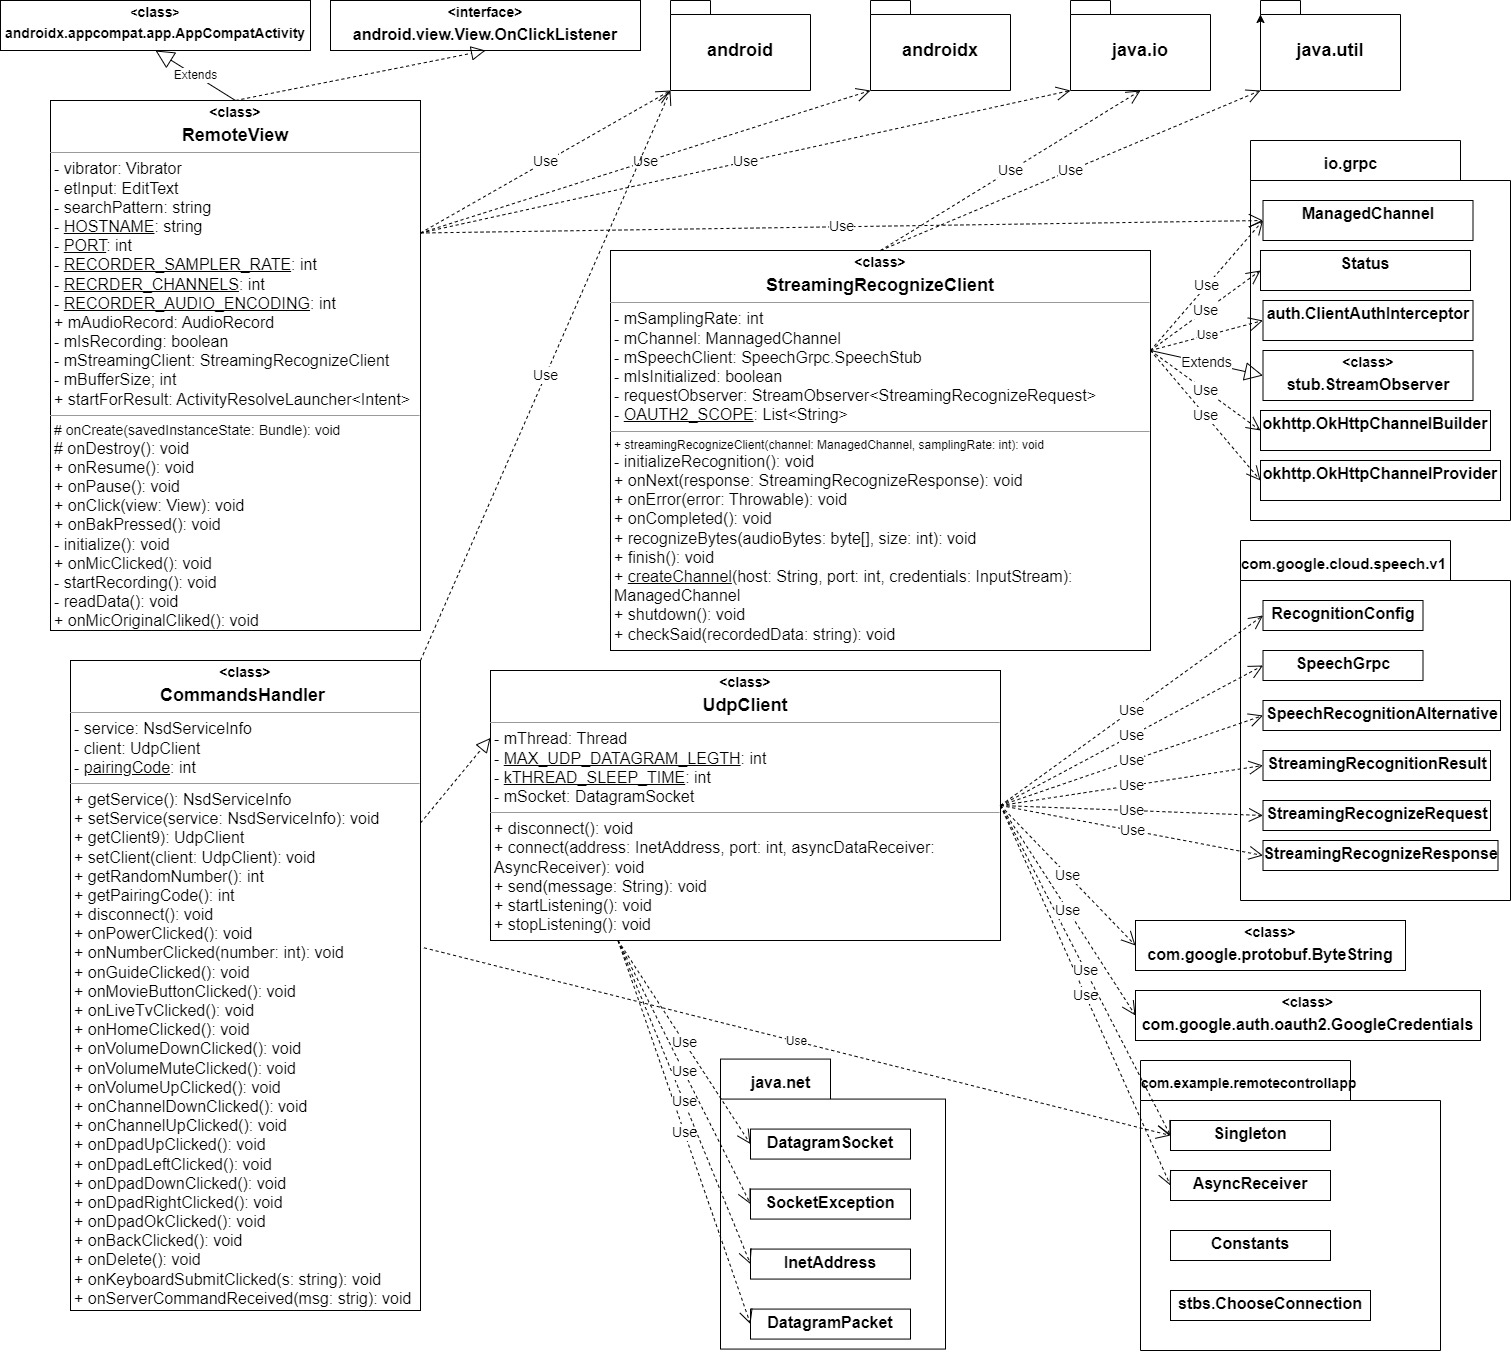 <class>
androidx.appcompat.app.AppCompatActivity
<interface>
android.view.View.OnClickListener
android
androidx
java.io
java.util
Extends
<class>
RemoteView
- vibrator: Vibrator
- etInput: EditText
- searchPattern: string
- HOSTNAME: string
- PORT: int
- RECORDER_SAMPLER_RATE: int
- RECRDER_CHANNELS: int
- RECORDER_AUDIO_ENCODING: int
+ mAudioRecord: AudioRecord
- mIsRecording: boolean
- mStreamingClient: StreamingRecognizeClient
- mBufferSize; int
+ startForResult: ActivityResolveLauncher<Intent>
# onCreate(savedInstanceState: Bundle): void
# onDestroy(): void
+ onResume(): void
+ onPause(): void
+ onClick(view: View): void
+ onBakPressed(): void
- initialize(): void
+ onMicClicked(): void
- startRecording(): void
- readData(): void
+ onMicOriginalCliked(): void
Use
Use
Use
Use
Use
Use
Use
<class>
StreamingRecognizeClient
- mSamplingRate: int
- mChannel: MannagedChannel
- mSpeechClient: SpeechGrpc.SpeechStub
- mIsInitialized: boolean
- requestObserver: StreamObserver<StreamingRecognizeRequest>
- OAUTH2_SCOPE: List<String>
+ streamingRecognizeClient(channel: ManagedChannel, samplingRate: int): void
- initializeRecognition(): void
+ onNext(response: StreamingRecognizeResponse): void
+ onError(error: Throwable): void
+ onCompleted(): void
+ recognizeBytes(audioBytes: byte[], size: int): void
+ finish(): void
+ createChannel(host: String, port: int, credentials: InputStream):
ManagedChannel
+ shutdown(): void
+ checkSaid(recordedData: string): void
io.grpc
ManagedChannel
Status
auth.ClientAuthInterceptor
<class>
stub.StreamObserver
okhttp.OkHttpChannelBuilder
okhttp.OkHttpChannelProvider
Use
Use
Use
Extends
Use
Use
<class>
CommandsHandler
- service: NsdServiceInfo
- client: UdpClient
- pairingCode: int
+ getService(): NsdServiceInfo
+ setService(service: NsdServiceInfo): void
+ getClient9): UdpClient
+ setClient(client: UdpClient): void
+ getRandomNumber(): int
+ getPairingCode(): int
+ disconnect(): void
+ onPowerClicked(): void
+ onNumberClicked(number: int): void
+ onGuideClicked(): void
+ onMovieButtonClicked(): void
+ onLiveTvClicked(): void
+ onHomeClicked(): void
+ onVolumeDownClicked(): void
+ onVolumeMuteClicked(): void
+ onVolumeUpClicked(): void
+ onChannelDownClicked(): void
+ onChannelUpClicked(): void
+ onDpadUpClicked(): void
+ onDpadLeftClicked(): void
+ onDpadDownClicked(): void
+ onDpadRightClicked(): void
+ onDpadOkClicked(): void
+ onBackClicked(): void
+ onDelete(): void
+ onKeyboardSubmitClicked(s: string): void
+ onServerCommandReceived(msg: strig): void
<class>
UdpClient
- mThread: Thread
- MAX_UDP_DATAGRAM_LEGTH: int
- kTHREAD_SLEEP_TIME: int
- mSocket: DatagramSocket
+ disconnect(): void
+ connect(address: InetAddress, port: int, asyncDataReceiver:
AsyncReceiver): void
+ send(message: String): void
+ startListening(): void
+ stopListening(): void
com.google.cloud.speech.v1
RecognitionConfig
SpeechGrpc
SpeechRecognitionAlternative
StreamingRecognitionResult
StreamingRecognizeRequest
StreamingRecognizeResponse
Use
Use
Use
Use
Use
Use
Use
Use
Use
Use
<class>
com.google.protobuf.ByteString
<class>
com.google.auth.oauth2.GoogleCredentials
Use
Use
Use
Use
Use
Use
java.net
DatagramSocket
SocketException
InetAddress
DatagramPacket
com.example.remotecontrollapp
Singleton
AsyncReceiver
Constants
stbs.ChooseConnection